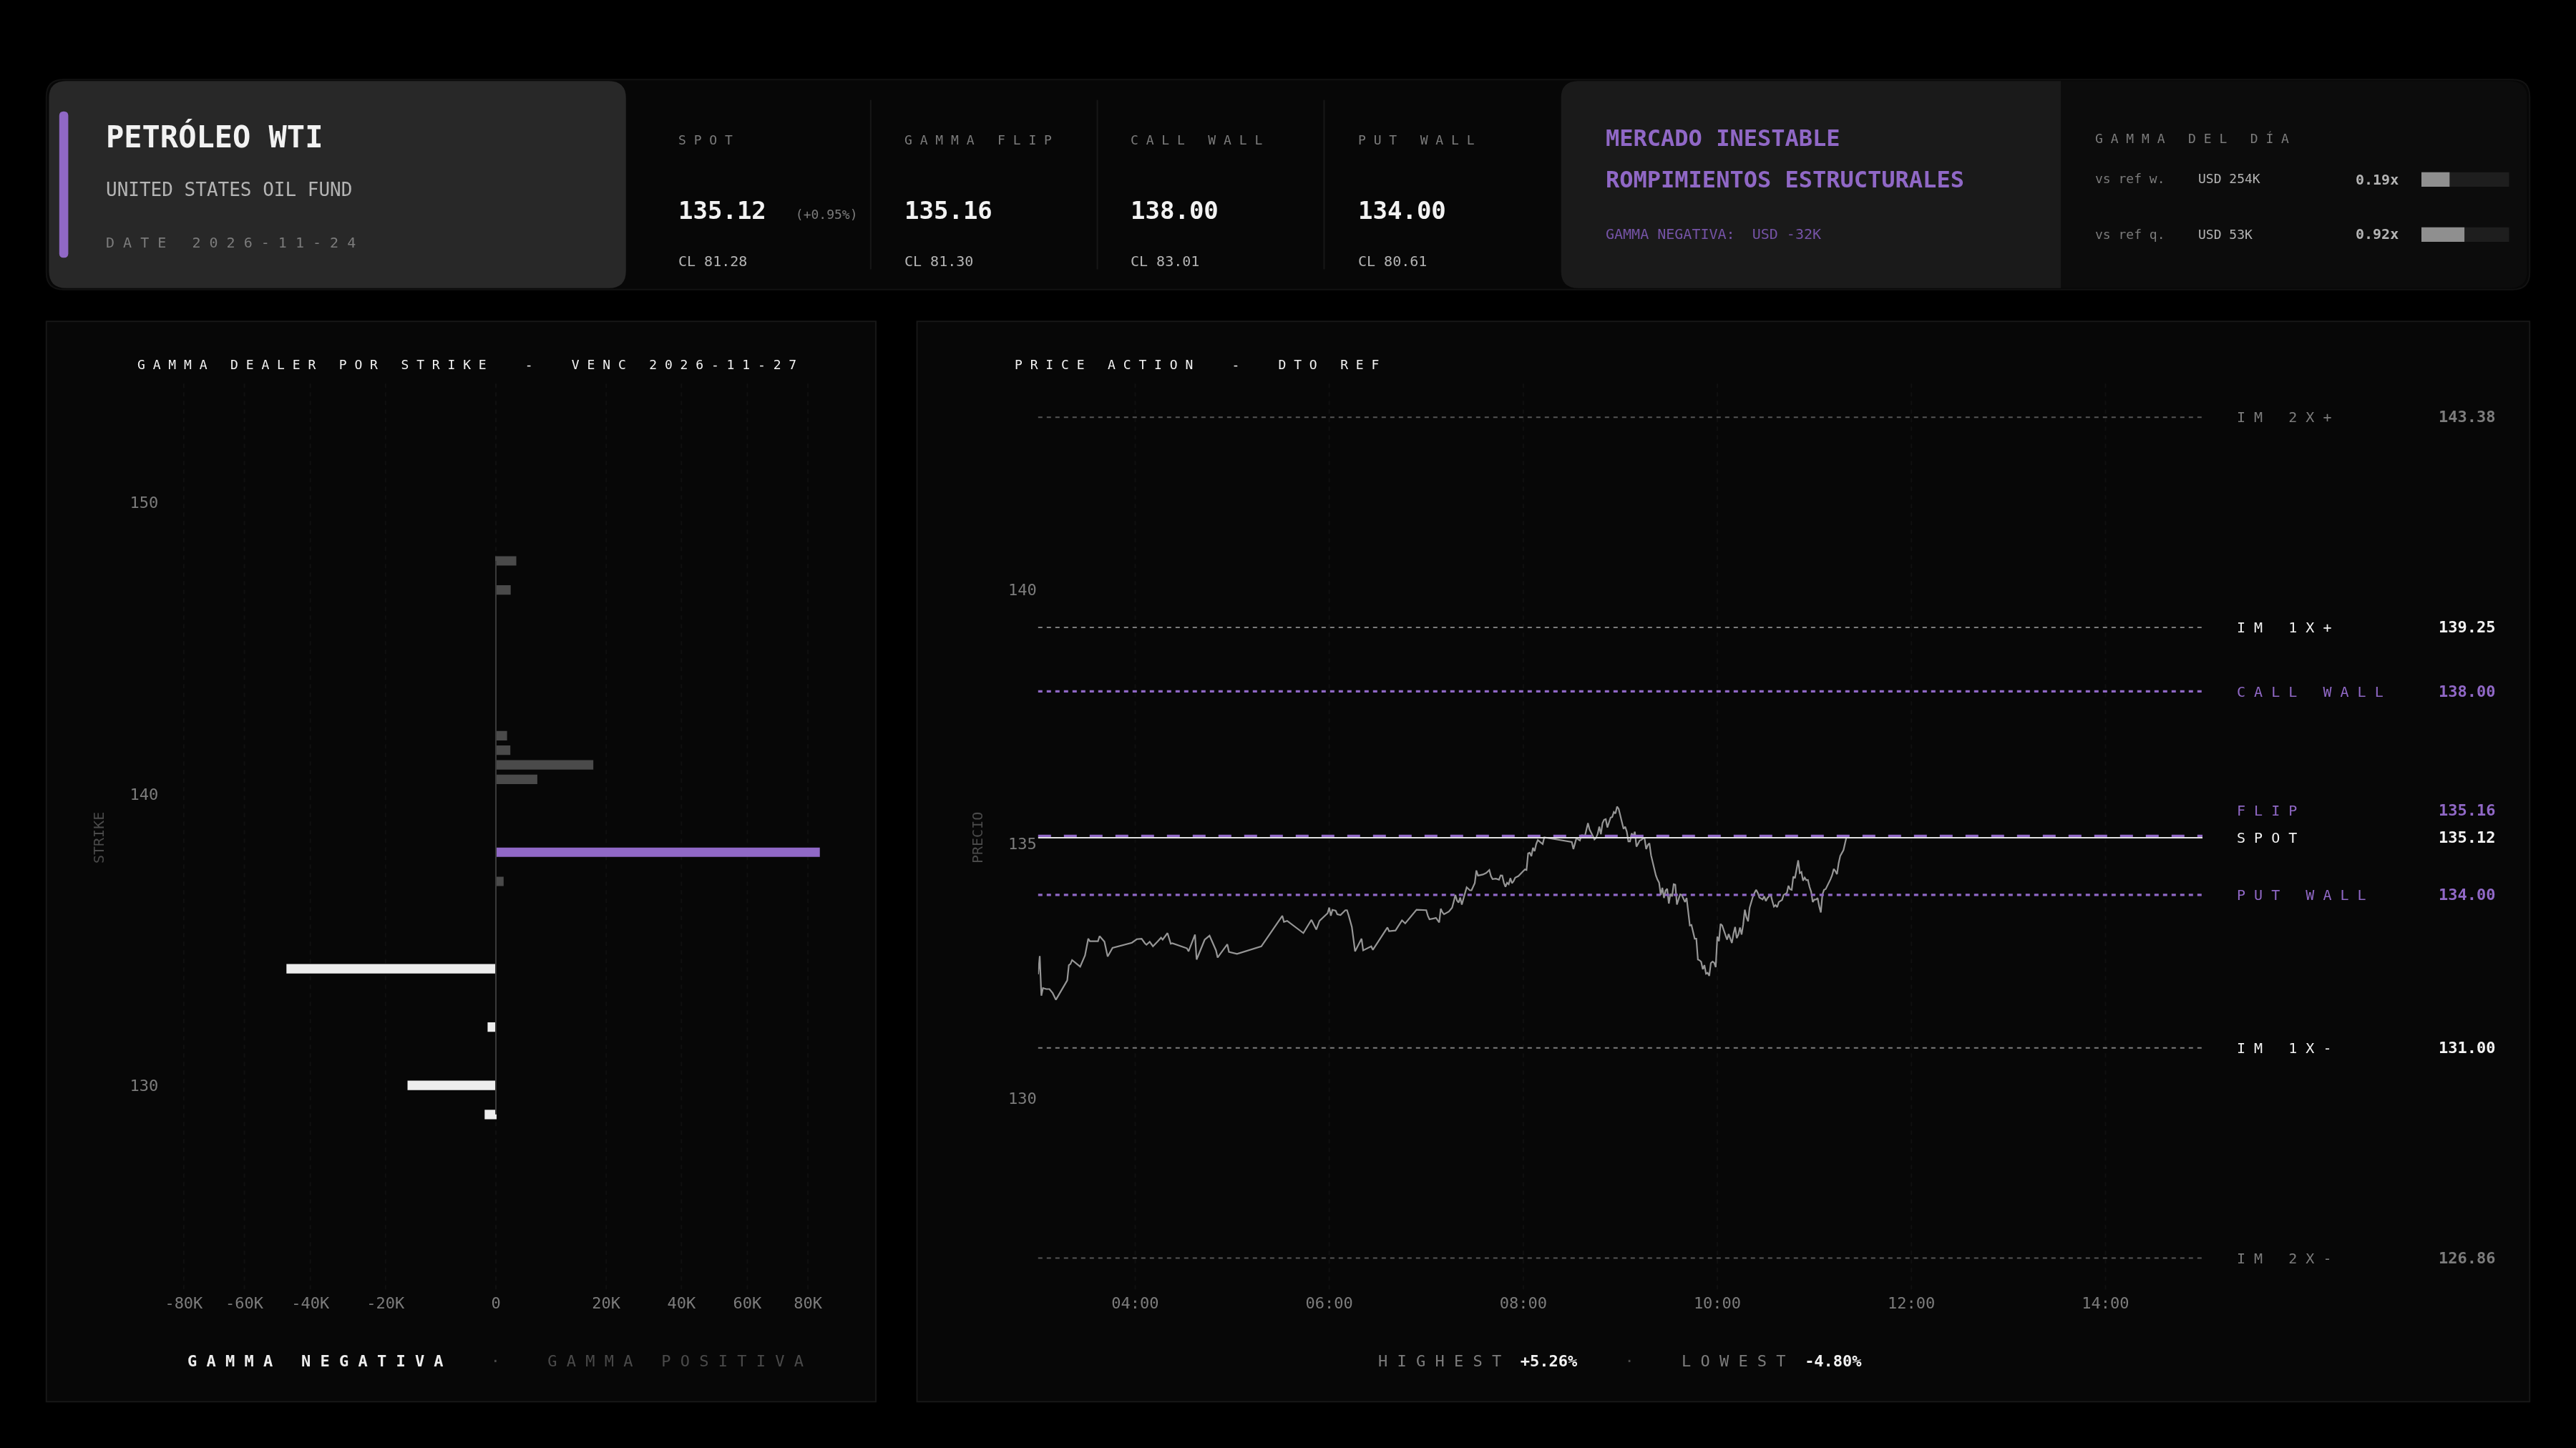 PETRÓLEO WTI
UNITED STATES OIL FUND
DATE 2026-11-24
SPOT
135.12 (+0.95%)
CL 81.28
GAMMA FLIP
135.16
CL 81.30
CALL WALL
138.00
CL 83.01
PUT WALL
134.00
CL 80.61
MERCADO INESTABLE
ROMPIMIENTOS ESTRUCTURALES
GAMMA NEGATIVA: USD -32K
GAMMA DEL DÍA
vs ref w. USD 254K 0.19x
vs ref q. USD 53K 0.92x
GAMMA DEALER POR STRIKE - VENC 2026-11-27
STRIKE
150
140
130
-80K -60K -40K -20K 0 20K 40K 60K 80K
GAMMA NEGATIVA · GAMMA POSITIVA
PRICE ACTION - DTO REF
PRECIO
140
135
130
IM 2X+ 143.38
IM 1X+ 139.25
CALL WALL 138.00
FLIP 135.16
SPOT 135.12
PUT WALL 134.00
IM 1X- 131.00
IM 2X- 126.86
04:00 06:00 08:00 10:00 12:00 14:00
HIGHEST +5.26% · LOWEST -4.80%